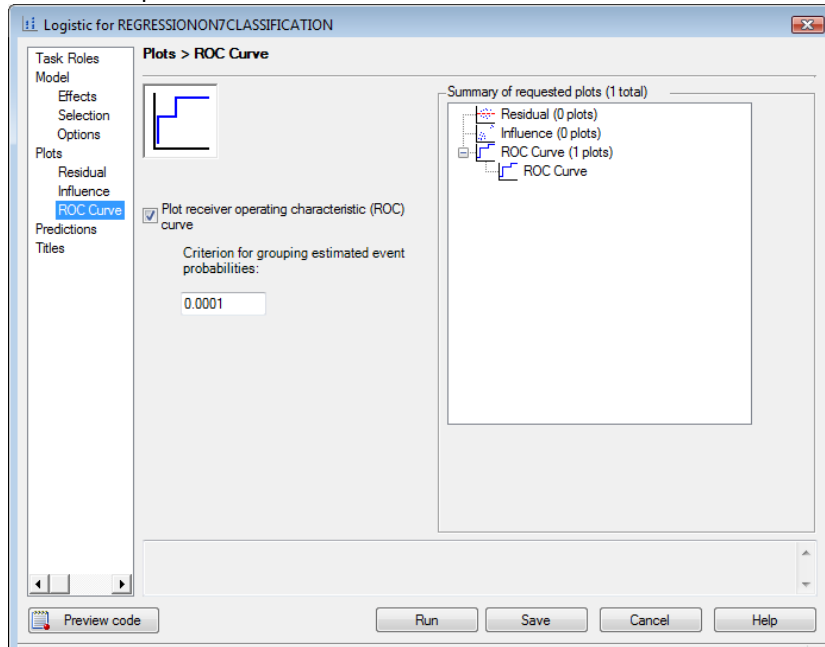 Logistic for REGRESSIONON7CLASSIFICATION
Task Roles
Model
Effects
Selection
Options
Plots
Residual
Influence
ROC Curve
Predictions
Titles
Plots > ROC Curve
Plot receiver operating characteristic (ROC)
curve
Criterion for grouping estimated event
probabilities:
0.0001
Summary of requested plots (1 total)
Residual (0 plots)
Influence (0 plots)
ROC Curve (1 plots)
ROC Curve
Preview code
Run
Save
Cancel
Help